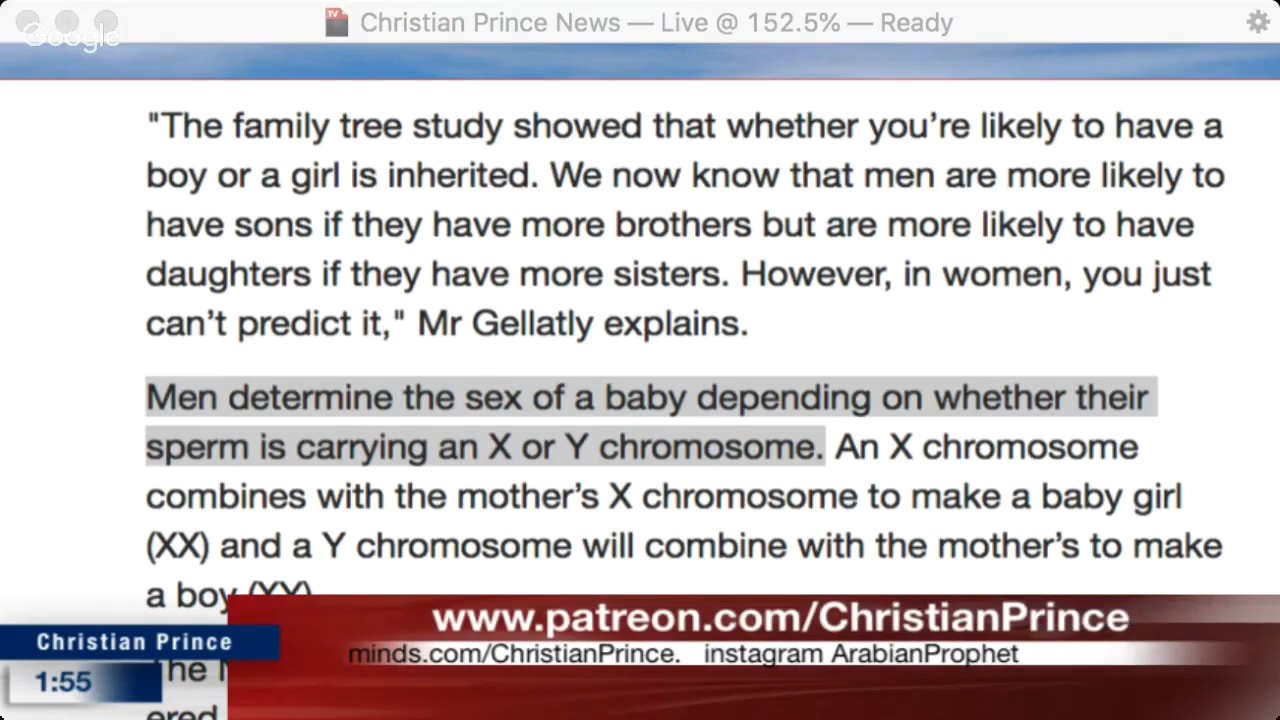 Google
Christian Prince News — Live @ 152.5% — Ready
"The family tree study showed that whether you're likely to have a
boy or a girl is inherited. We now know that men are more likely to
have sons if they have more brothers but are more likely to have
daughters if they have more sisters. However, in women, you just
can't predict it," Mr Gellatly explains.
Men determine the sex of a baby depending on whether their
sperm is carrying an X or Y chromosome. An X chromosome
combines with the mother's X chromosome to make a baby girl
(XX) and a Y chromosome will combine with the mother's to make
a boy
www.patreon.com/ChristianPrince
Christian Prince
minds.com/ChristianPrince. instagram ArabianProphet
1:55
ered